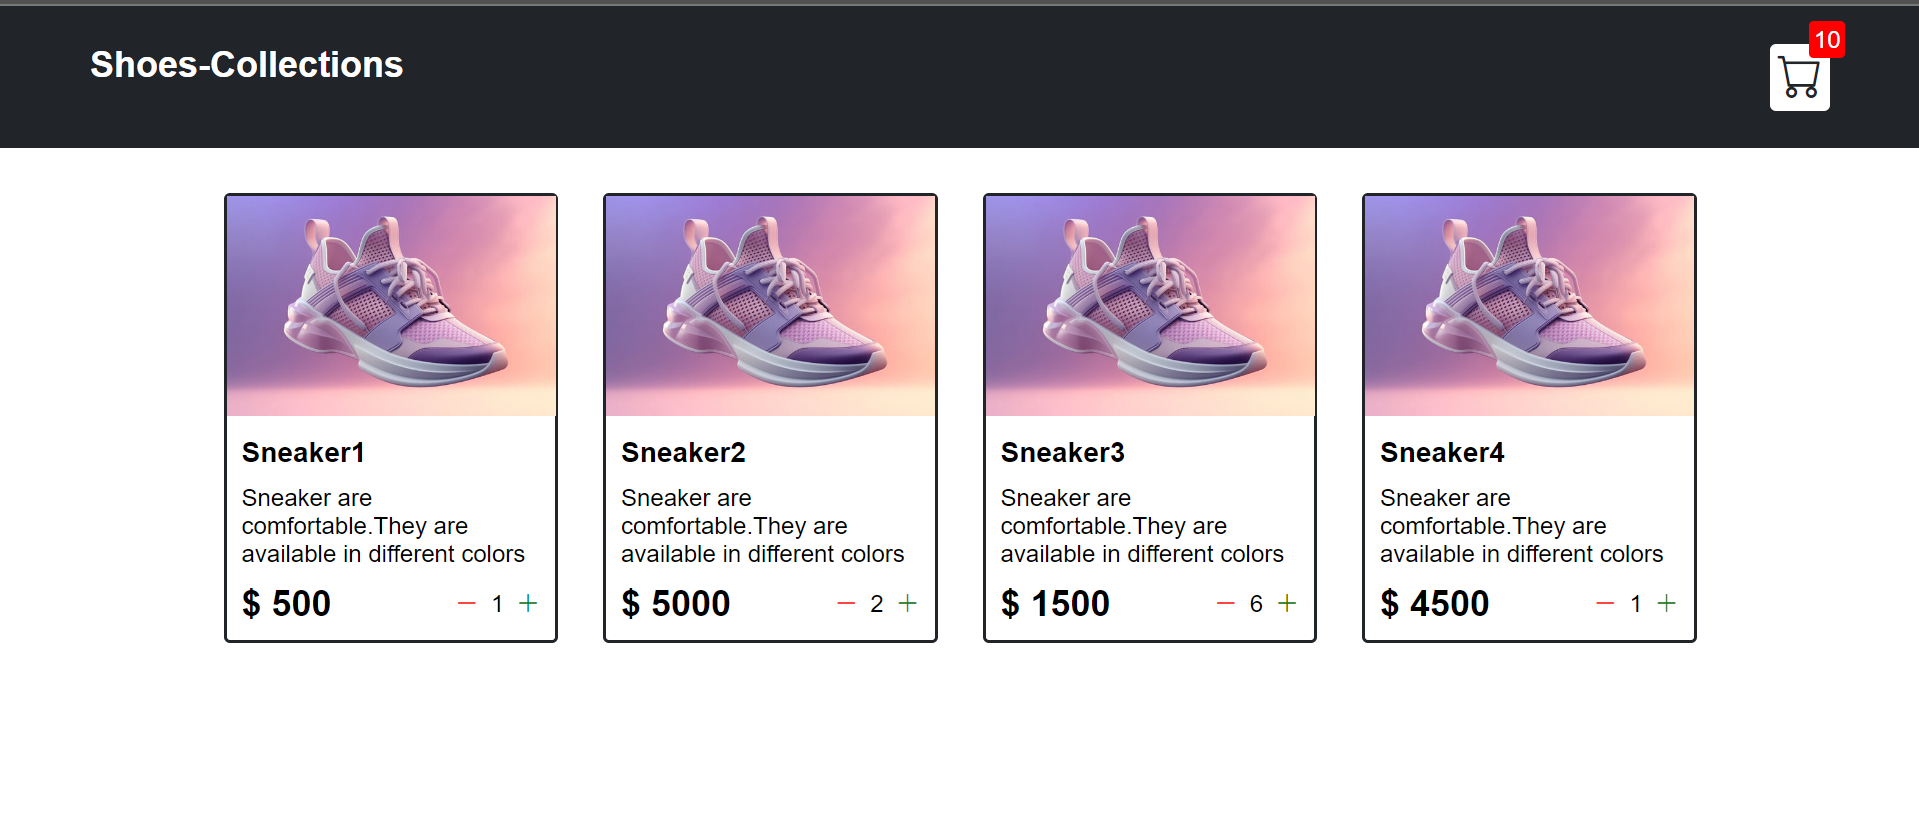 Shoes-Collections
10
Sneaker1
Sneaker are
comfortable.They are
available in different colors
$ 500
− 1 +
Sneaker2
Sneaker are
comfortable.They are
available in different colors
$ 5000
− 2 +
Sneaker3
Sneaker are
comfortable.They are
available in different colors
$ 1500
− 6 +
Sneaker4
Sneaker are
comfortable.They are
available in different colors
$ 4500
− 1 +